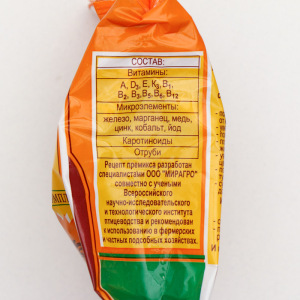 СОСТАВ:
Витамины:
A, D₃, E, K₃, B₁,
B₂, B₃, B₅, B₆, B₁₂
Микроэлементы:
железо, марганец, медь,
цинк, кобальт, йод
Каротиноиды
Отруби
Рецепт премикса разработан
специалистами ООО "МИРАГРО"
совместно с учеными
Всероссийского
научно-исследовательского
и технологического института
птицеводства и рекомендован
к использованию в фермерских
и частных подсобных хозяйствах.